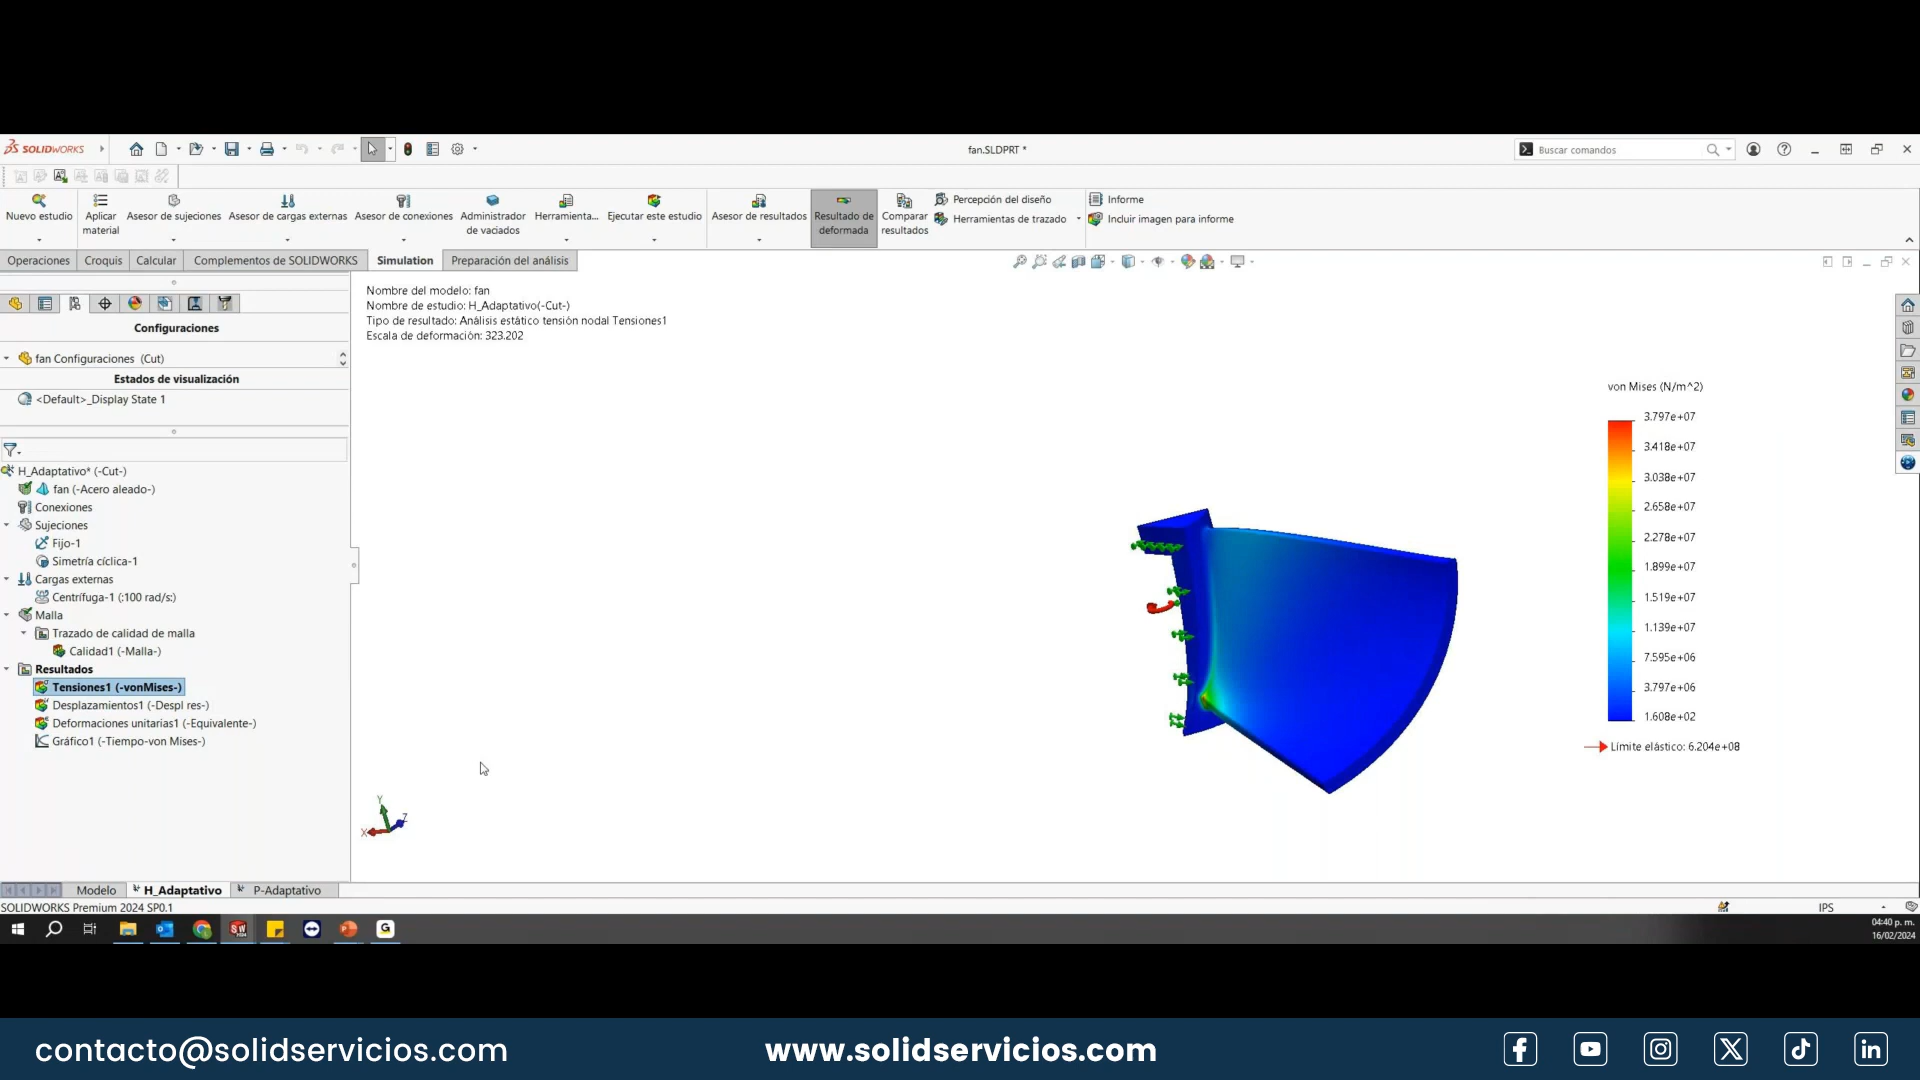 SOLIDWORKS
fan.SLDPRT *
Buscar comandos
Nuevo estudio
Aplicar material
Asesor de sujeciones
Asesor de cargas externas
Asesor de conexiones
Administrador de vaciados
Herramienta...
Ejecutar este estudio
Asesor de resultados
Resultado de deformada
Comparar resultados
Percepción del diseño
Herramientas de trazado
Informe
Incluir imagen para informe
Operaciones
Croquis
Calcular
Complementos de SOLIDWORKS
Simulation
Preparación del análisis
Configuraciones
fan Configuraciones (Cut)
Estados de visualización
<Default>_Display State 1
H_Adaptativo* (-Cut-)
fan (-Acero aleado-)
Conexiones
Sujeciones
Fijo-1
Simetría cíclica-1
Cargas externas
Centrífuga-1 (:100 rad/s:)
Malla
Trazado de calidad de malla
Calidad1 (-Malla-)
Resultados
Tensiones1 (-vonMises-)
Desplazamientos1 (-Despl res-)
Deformaciones unitarias1 (-Equivalente-)
Gráfico1 (-Tiempo-von Mises-)
Nombre del modelo: fan
Nombre de estudio: H_Adaptativo(-Cut-)
Tipo de resultado: Análisis estático tensión nodal Tensiones1
Escala de deformación: 323.202
von Mises (N/m^2)
3.797e+07
3.418e+07
3.038e+07
2.658e+07
2.278e+07
1.899e+07
1.519e+07
1.139e+07
7.595e+06
3.797e+06
1.608e+02
Límite elástico: 6.204e+08
Y
Z
X
Modelo
H_Adaptativo
P-Adaptativo
SOLIDWORKS Premium 2024 SP0.1
IPS
04:40 p. m.
16/02/2024
contacto@solidservicios.com
www.solidservicios.com